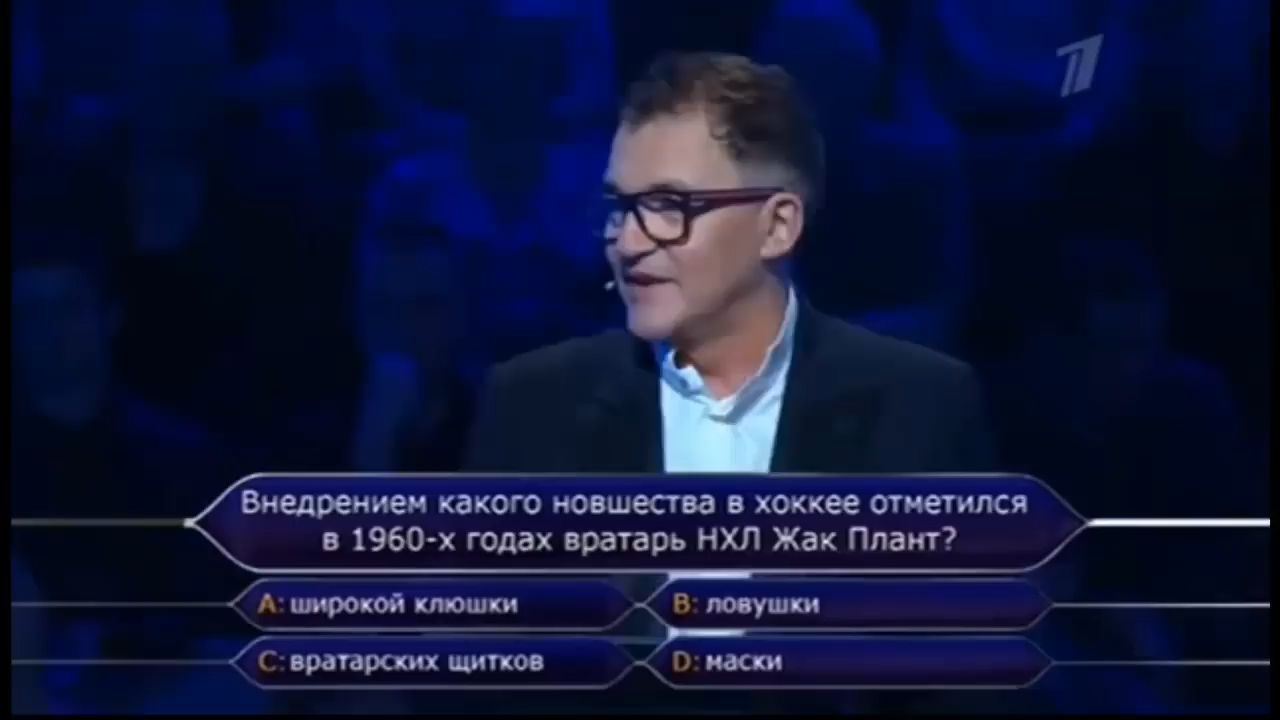 Внедрением какого новшества в хоккее отметился
в 1960-х годах вратарь НХЛ Жак Плант?
A: широкой клюшки
B: ловушки
C: вратарских щитков
D: маски